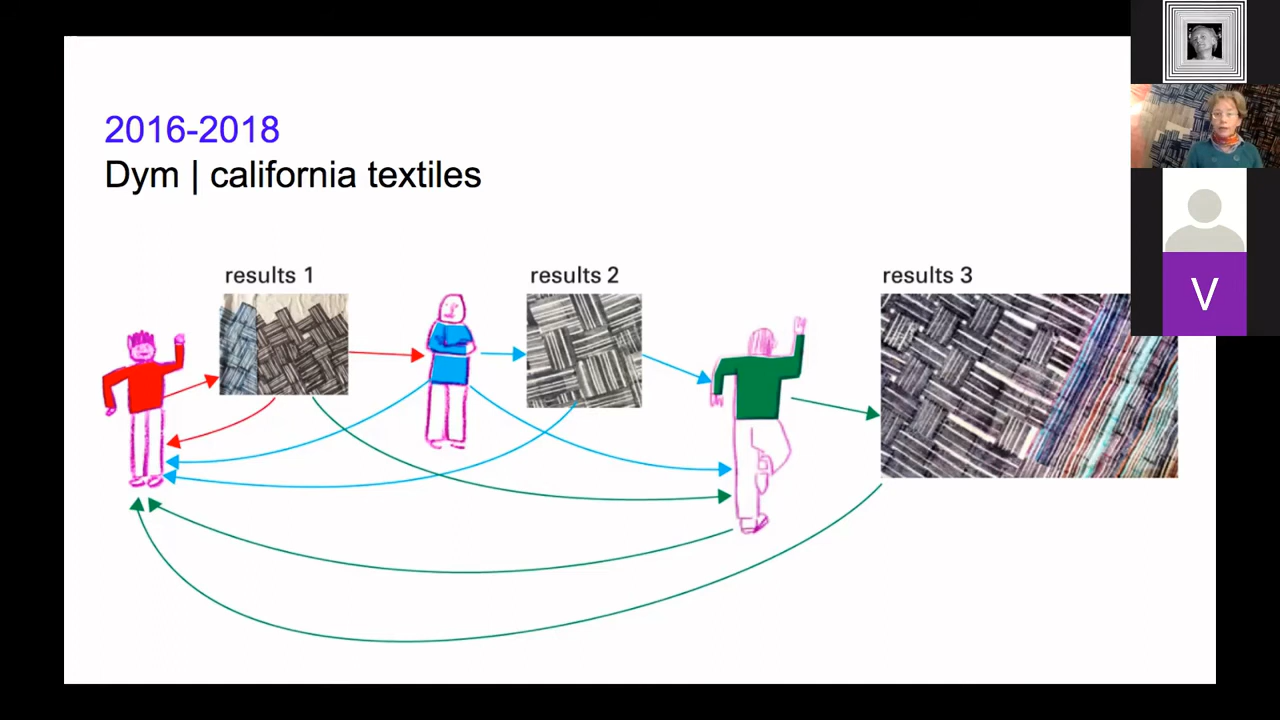 2016-2018
Dym | california textiles
results 1
results 2
results 3
V